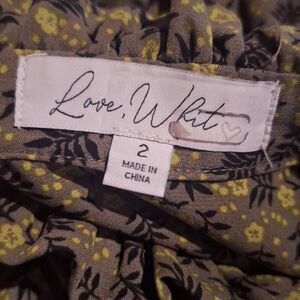 Love, Whit
2
MADE IN
CHINA